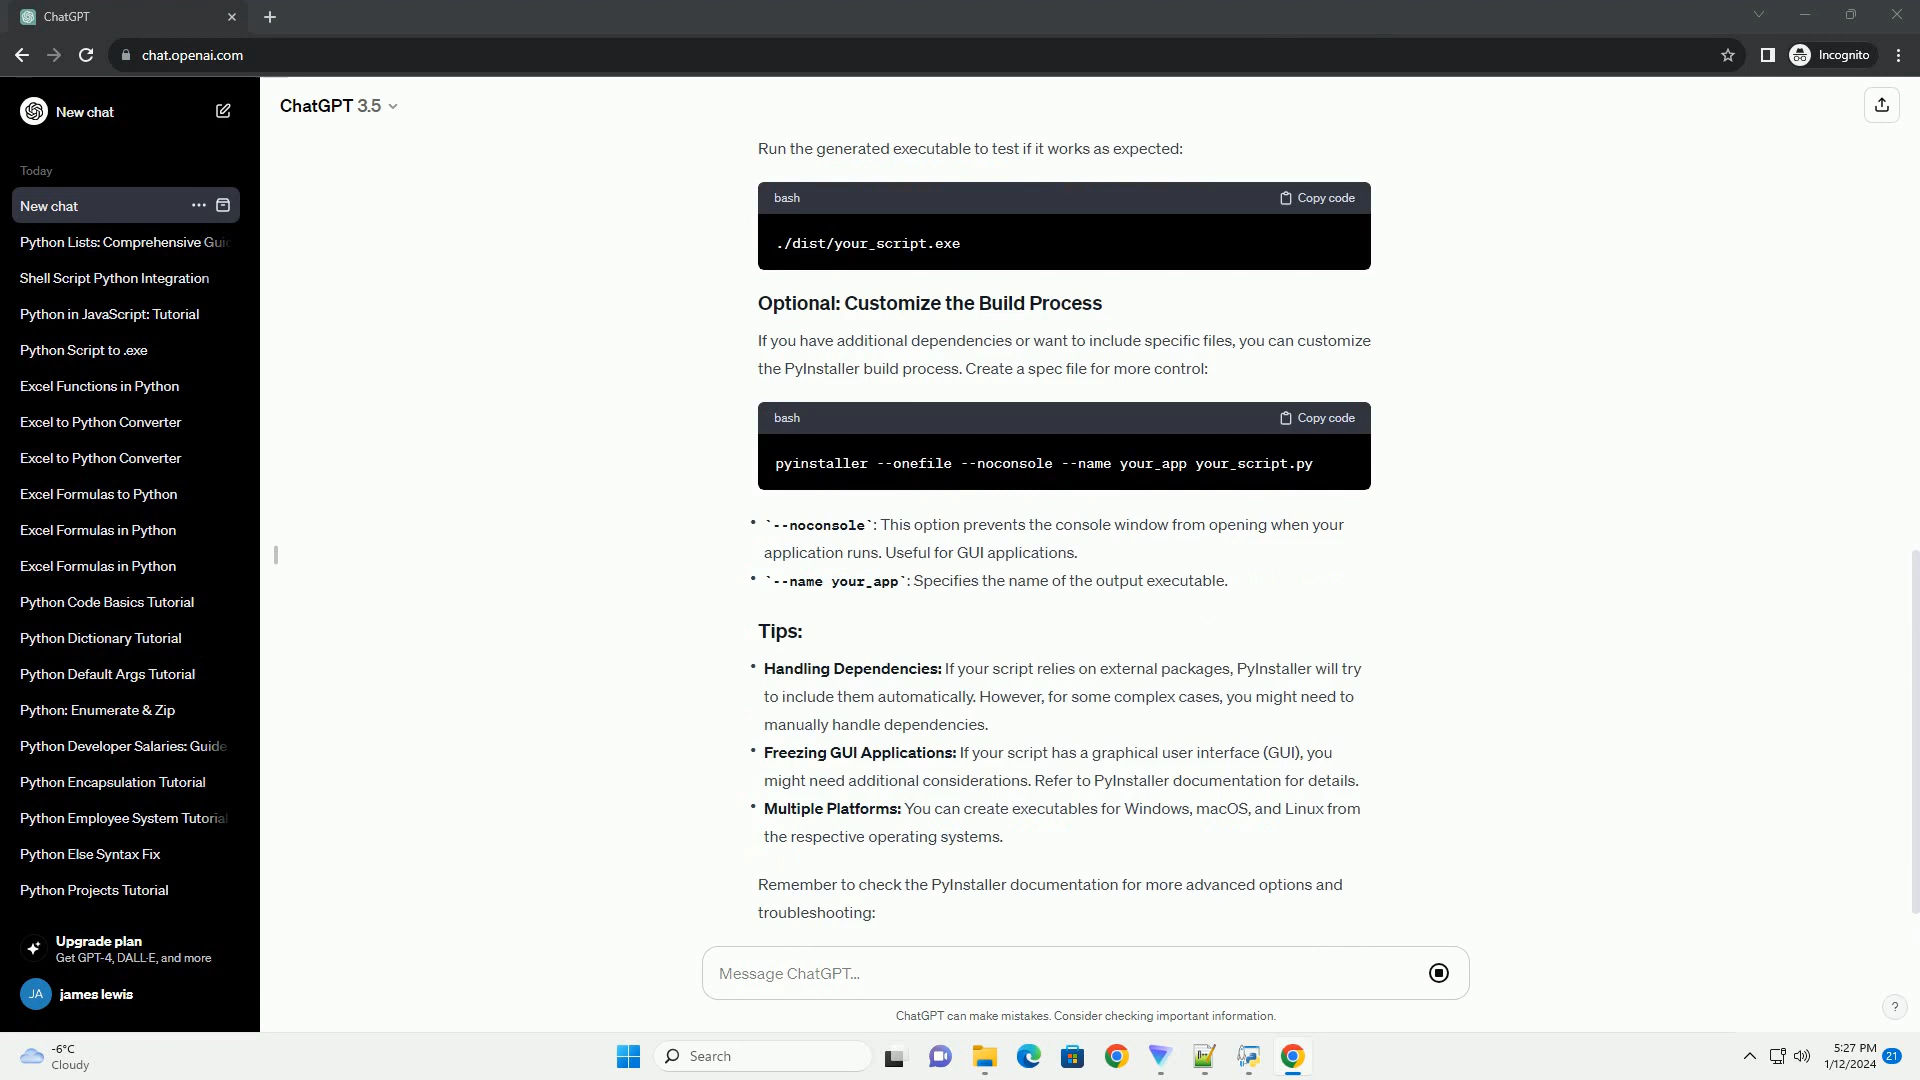 ChatGPT
chat.openai.com
Incognito
New chat
Today
New chat
Python Lists: Comprehensive Gui
Shell Script Python Integration
Python in JavaScript: Tutorial
Python Script to .exe
Excel Functions in Python
Excel to Python Converter
Excel to Python Converter
Excel Formulas to Python
Excel Formulas in Python
Excel Formulas in Python
Python Code Basics Tutorial
Python Dictionary Tutorial
Python Default Args Tutorial
Python: Enumerate & Zip
Python Developer Salaries: Guide
Python Encapsulation Tutorial
Python Employee System Tutorial
Python Else Syntax Fix
Python Projects Tutorial
Upgrade plan
Get GPT-4, DALL·E, and more
JA james lewis
ChatGPT 3.5
Run the generated executable to test if it works as expected:
bash Copy code
./dist/your_script.exe
Optional: Customize the Build Process
If you have additional dependencies or want to include specific files, you can customize
the PyInstaller build process. Create a spec file for more control:
bash Copy code
pyinstaller --onefile --noconsole --name your_app your_script.py
• `--noconsole`: This option prevents the console window from opening when your
application runs. Useful for GUI applications.
• `--name your_app`: Specifies the name of the output executable.
Tips:
• Handling Dependencies: If your script relies on external packages, PyInstaller will try
to include them automatically. However, for some complex cases, you might need to
manually handle dependencies.
• Freezing GUI Applications: If your script has a graphical user interface (GUI), you
might need additional considerations. Refer to PyInstaller documentation for details.
• Multiple Platforms: You can create executables for Windows, macOS, and Linux from
the respective operating systems.
Remember to check the PyInstaller documentation for more advanced options and
troubleshooting:
Message ChatGPT...
ChatGPT can make mistakes. Consider checking important information.
?
-6°C
Cloudy
Search
5:27 PM
1/12/2024
21